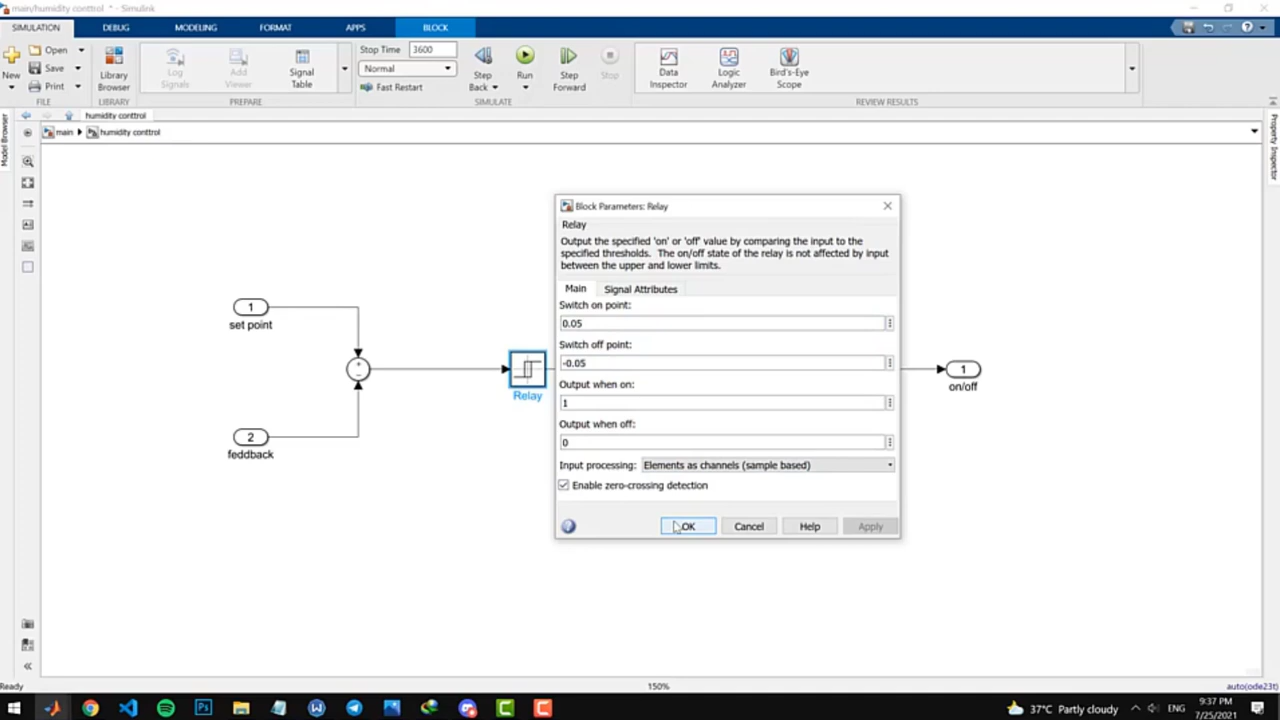 main/humidity conttrol * - Simulink
SIMULATION DEBUG MODELING FORMAT APPS BLOCK
New
Open
Save
Print
FILE
Library Browser
LIBRARY
Log Signals
Add Viewer
Signal Table
PREPARE
Stop Time 3600
Normal
Fast Restart
Step Back
Run
Step Forward
Stop
SIMULATE
Data Inspector
Logic Analyzer
Bird's-Eye Scope
REVIEW RESULTS
humidity conttrol
main humidity conttrol
Model Browser
Property Inspector
1
set point
2
feddback
+
−
Relay
1
on/off
Block Parameters: Relay
Relay
Output the specified 'on' or 'off' value by comparing the input to the
specified thresholds. The on/off state of the relay is not affected by input
between the upper and lower limits.
Main Signal Attributes
Switch on point:
0.05
Switch off point:
-0.05
Output when on:
1
Output when off:
0
Input processing: Elements as channels (sample based)
Enable zero-crossing detection
OK Cancel Help Apply
Ready 150% auto(ode23t)
37°C Partly cloudy ENG 9:37 PM
7/25/2021